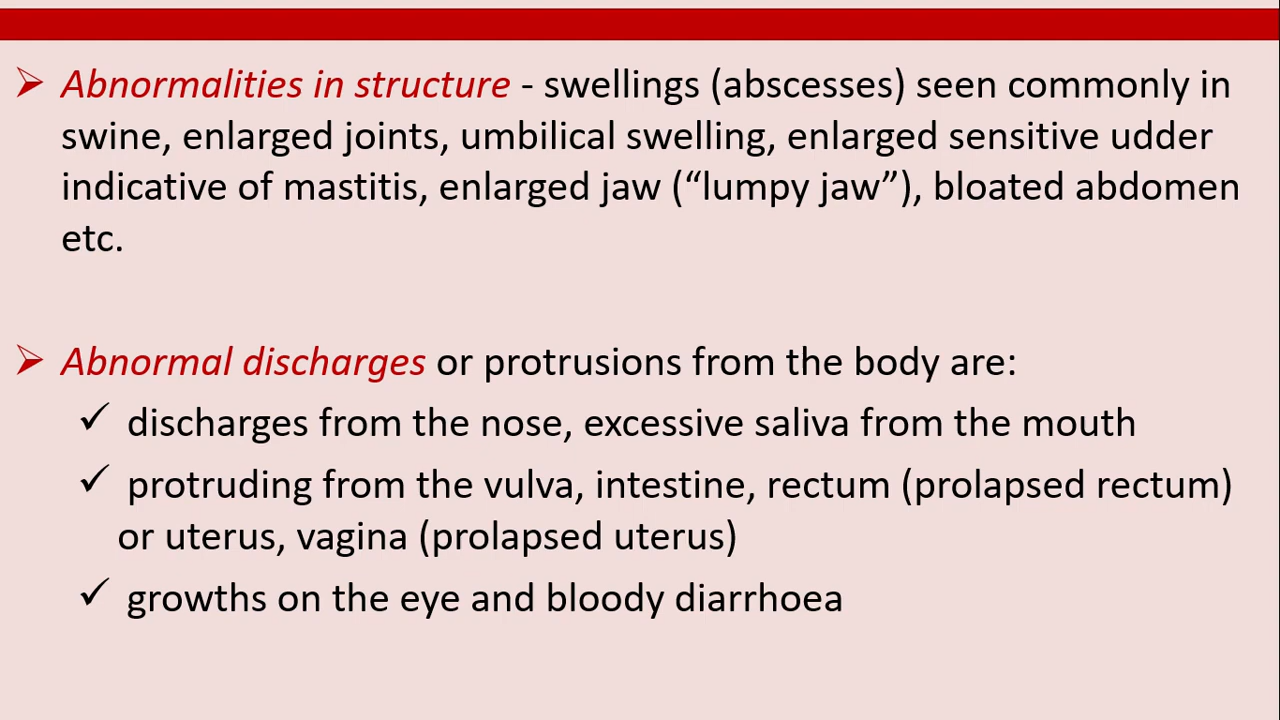 ➢ Abnormalities in structure - swellings (abscesses) seen commonly in
swine, enlarged joints, umbilical swelling, enlarged sensitive udder
indicative of mastitis, enlarged jaw (“lumpy jaw”), bloated abdomen
etc.
➢ Abnormal discharges or protrusions from the body are:
✓ discharges from the nose, excessive saliva from the mouth
✓ protruding from the vulva, intestine, rectum (prolapsed rectum)
or uterus, vagina (prolapsed uterus)
✓ growths on the eye and bloody diarrhoea